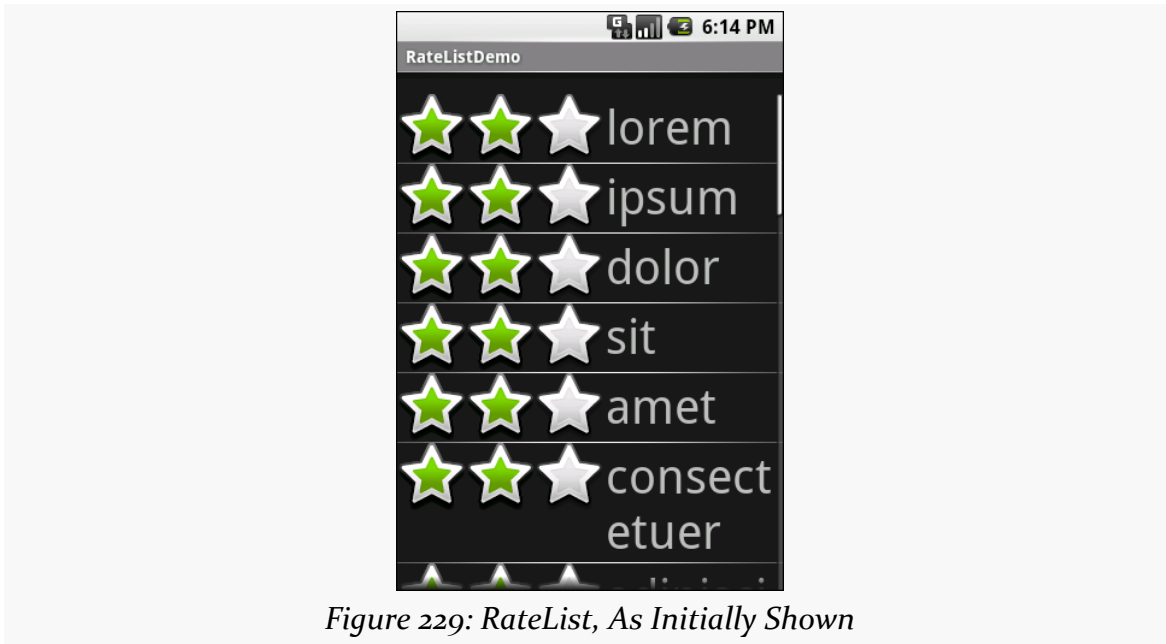 G
6:14 PM
RateListDemo
lorem
ipsum
dolor
sit
amet
consect
etuer
Figure 229: RateList, As Initially Shown